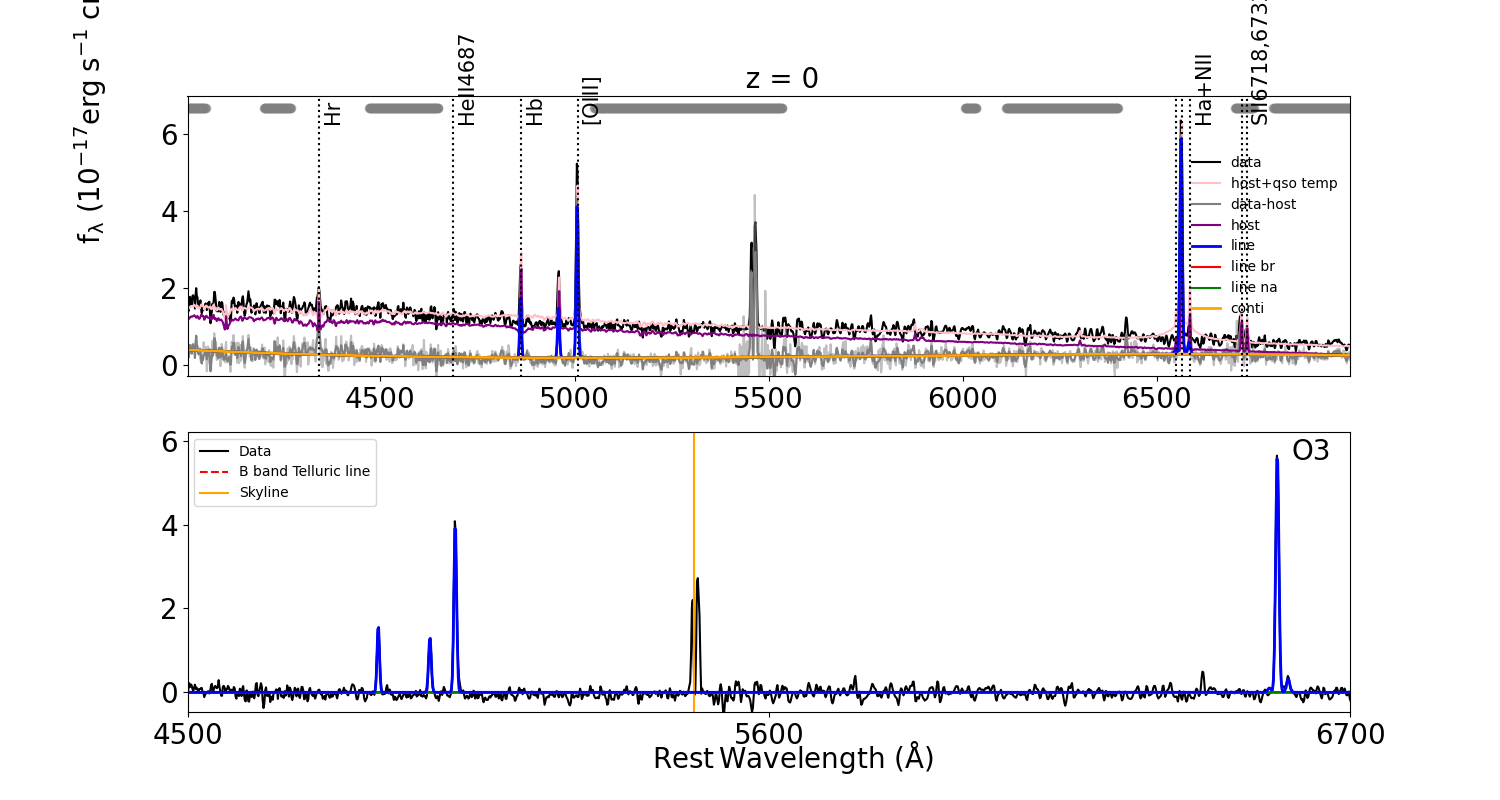 z = 0
f_λ (10^−17 erg s^−1
Hr
HeII4687
Hb
[OIII]
Ha+NII
SII6718,673
6
4
2
0
data
host+qso temp
data-host
host
line
line br
line na
conti
4500
5000
5500
6000
6500
6
4
2
0
Data
B band Telluric line
Skyline
O3
4500
5600
6700
Rest Wavelength (Å)